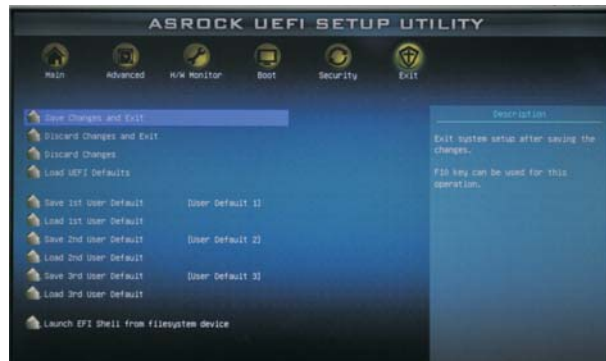 ASROCK UEFI SETUP UTILITY
Main Advanced H/W Monitor Boot Security Exit
Save Changes and Exit
Discard Changes and Exit
Discard Changes
Load UEFI Defaults
Save 1st User Default [User Default 1]
Load 1st User Default
Save 2nd User Default [User Default 2]
Load 2nd User Default
Save 3rd User Default [User Default 3]
Load 3rd User Default
Launch EFI Shell from filesystem device
Description
Exit system setup after saving the
changes.
F10 key can be used for this
operation.